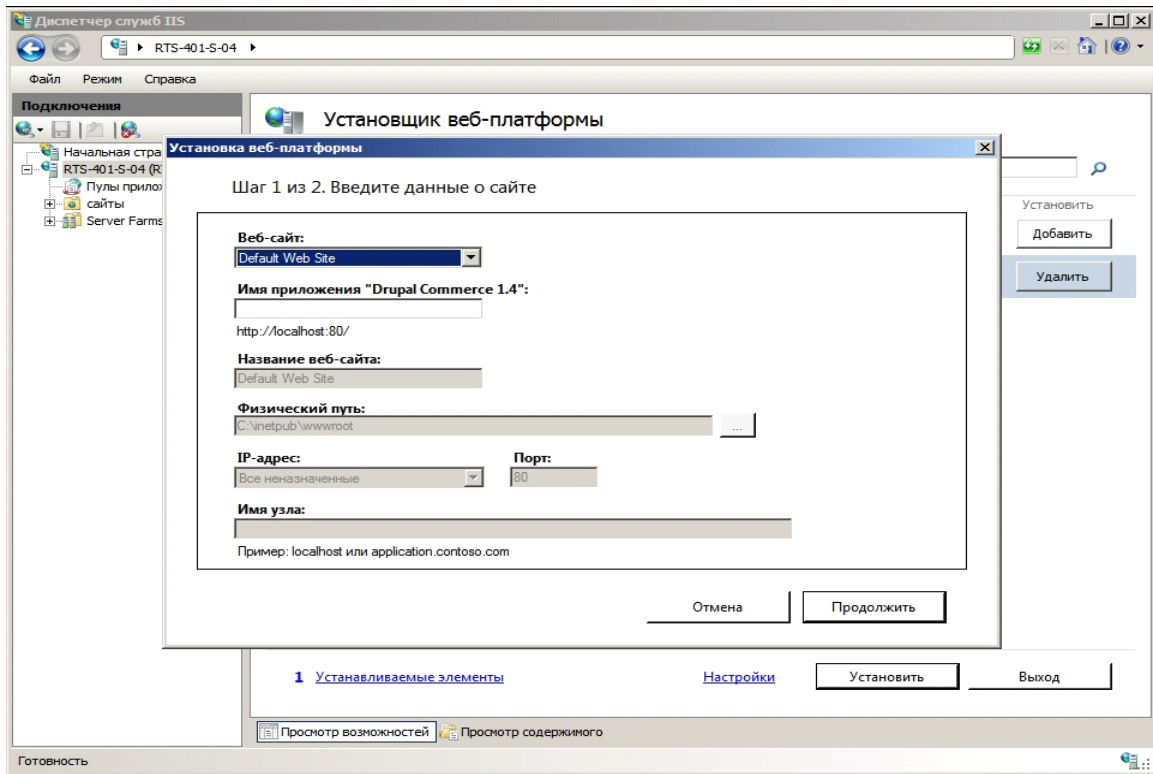 Диспетчер служб IIS
RTS-401-S-04
Файл Режим Справка
Подключения
Начальная стра
RTS-401-S-04 (R
Пулы прилож
сайты
Server Farms
Установщик веб-платформы
Установка веб-платформы
Шаг 1 из 2. Введите данные о сайте
Веб-сайт:
Default Web Site
Имя приложения "Drupal Commerce 1.4":
http://localhost:80/
Название веб-сайта:
Default Web Site
Физический путь:
C:\inetpub\wwwroot
...
IP-адрес: Порт:
Все неназначенные 80
Имя узла:
Пример: localhost или application.contoso.com
Отмена Продолжить
Установить
Добавить
Удалить
1 Устанавливаемые элементы Настройки Установить Выход
Просмотр возможностей Просмотр содержимого
Готовность